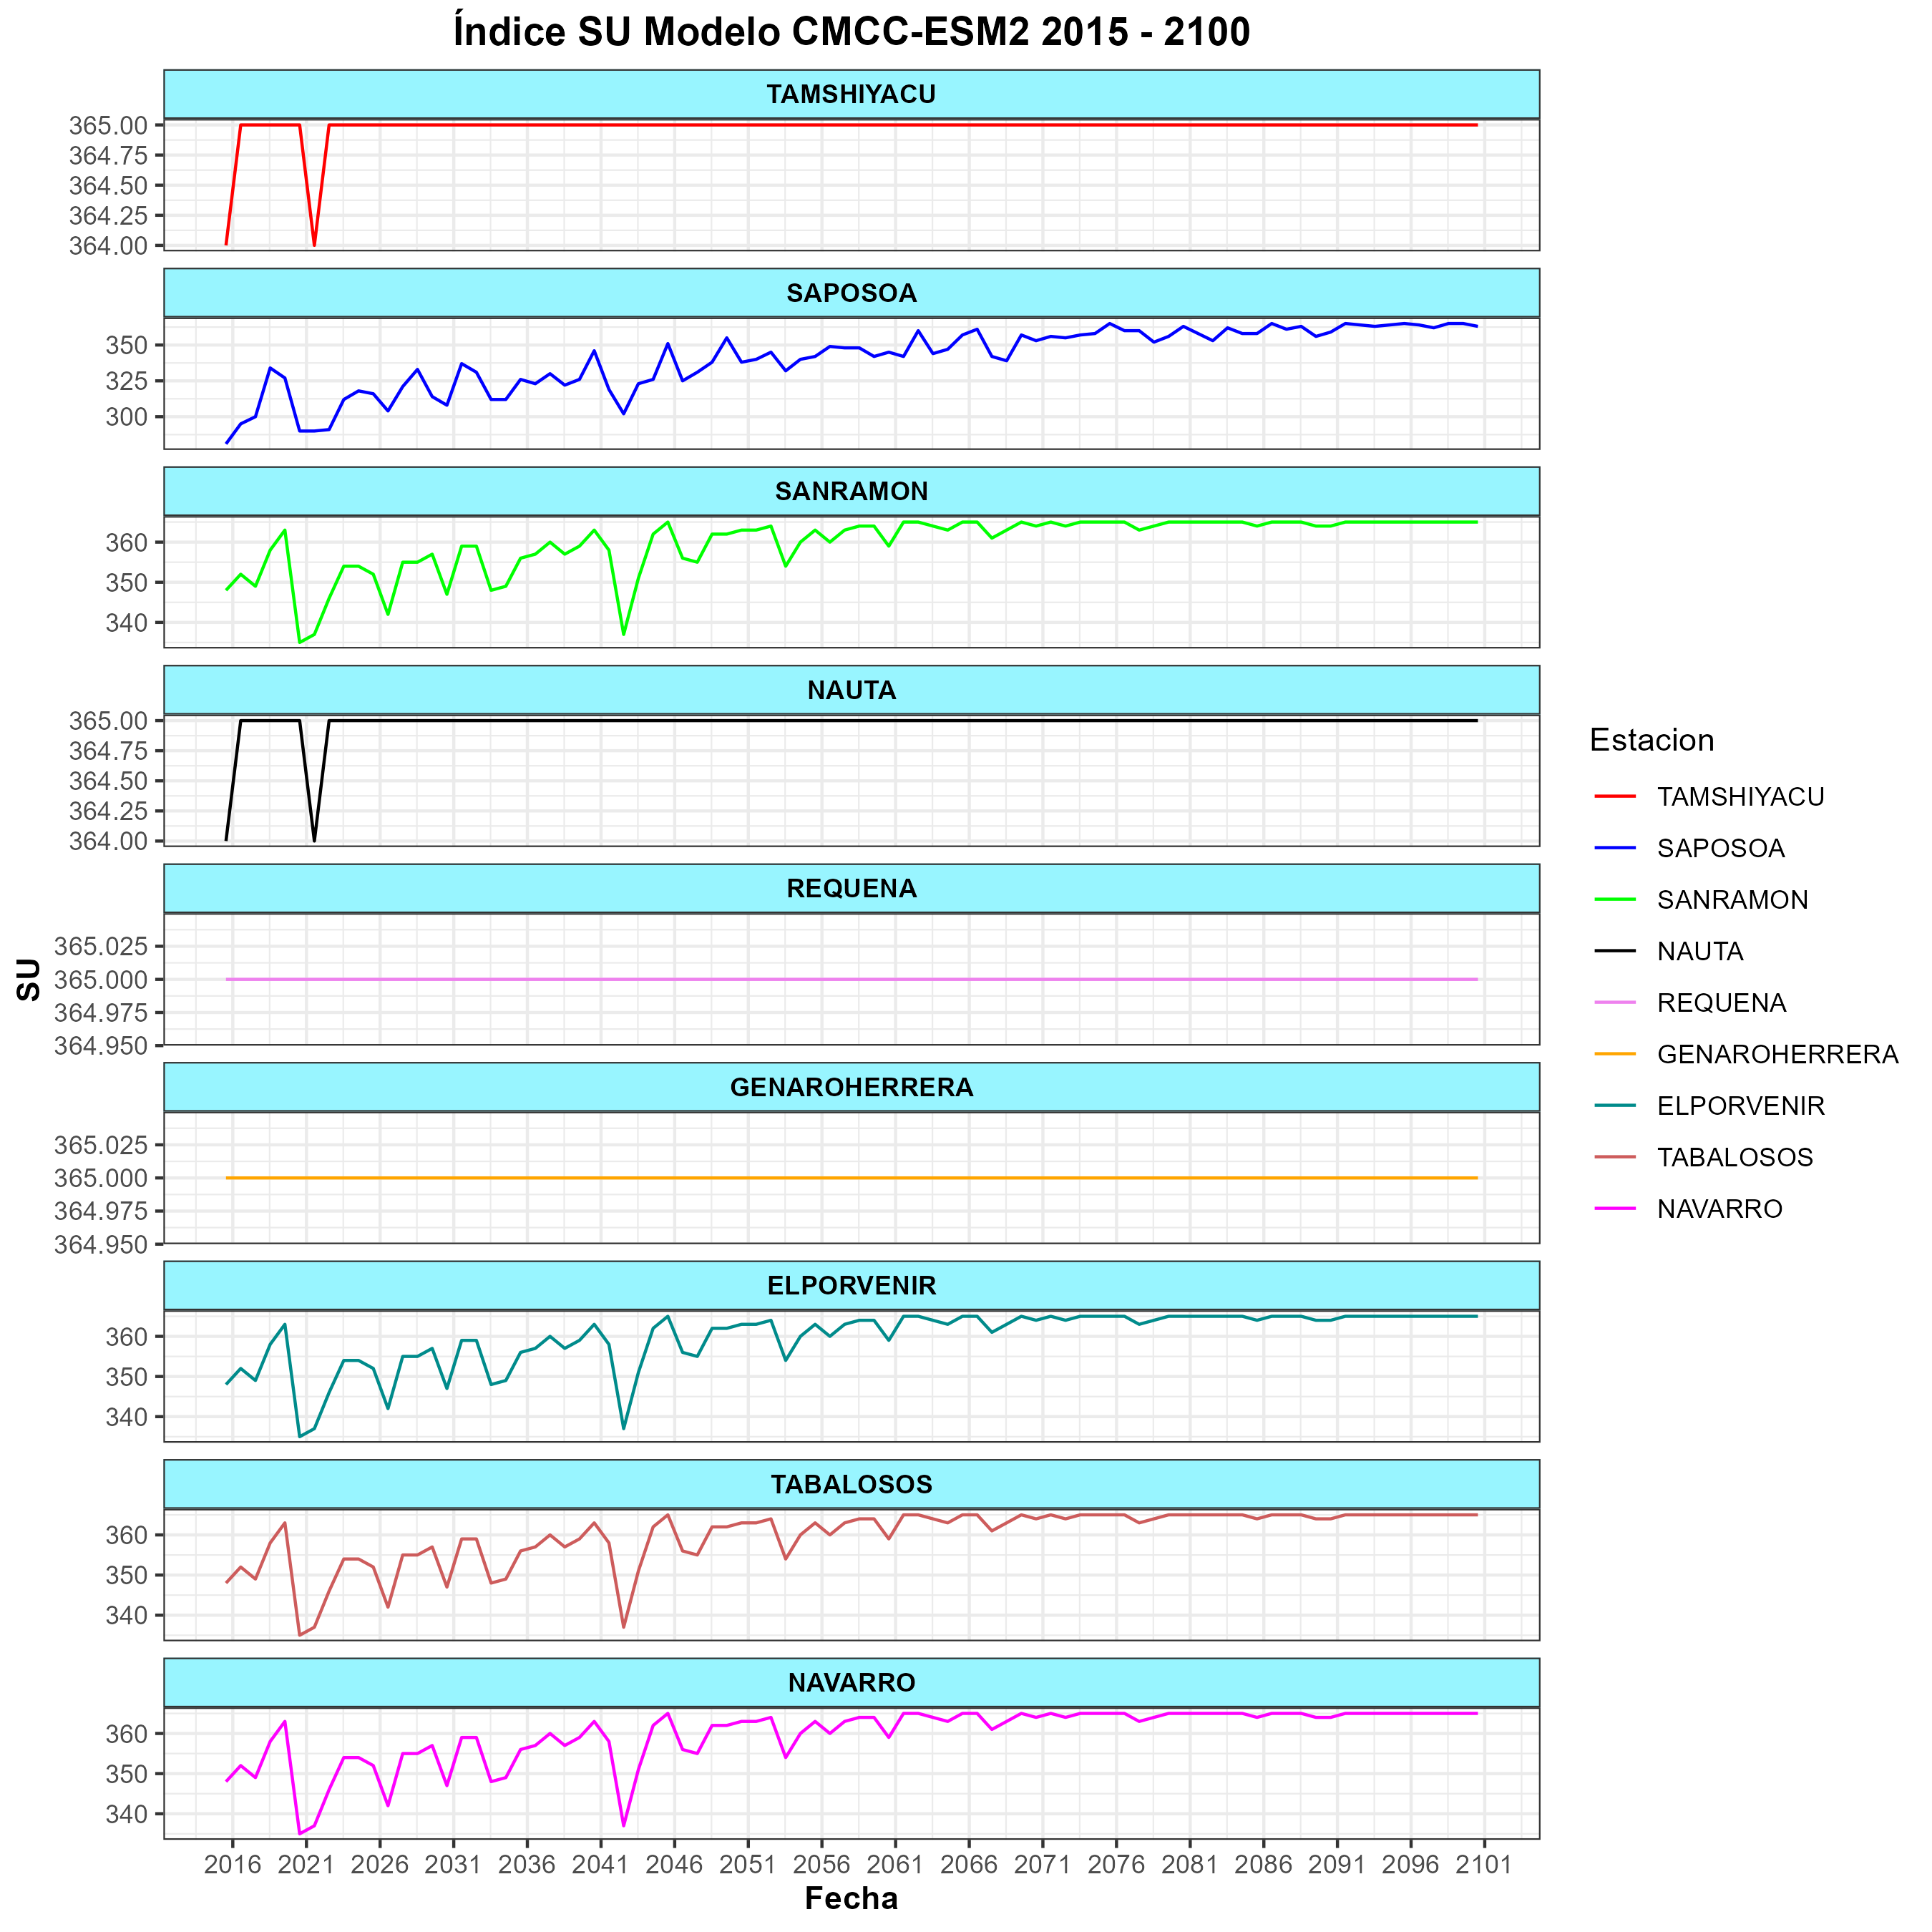 Índice SU Modelo CMCC-ESM2 2015 - 2100
TAMSHIYACU
365.00
364.75
364.50
364.25
364.00
SAPOSOA
350
325
300
SANRAMON
360
350
340
NAUTA
365.00
364.75
364.50
364.25
364.00
REQUENA
365.025
365.000
364.975
364.950
GENAROHERRERA
365.025
365.000
364.975
364.950
ELPORVENIR
360
350
340
TABALOSOS
360
350
340
NAVARRO
360
350
340
2016 2021 2026 2031 2036 2041 2046 2051 2056 2061 2066 2071 2076 2081 2086 2091 2096 2101
Fecha
SU
Estacion
TAMSHIYACU
SAPOSOA
SANRAMON
NAUTA
REQUENA
GENAROHERRERA
ELPORVENIR
TABALOSOS
NAVARRO